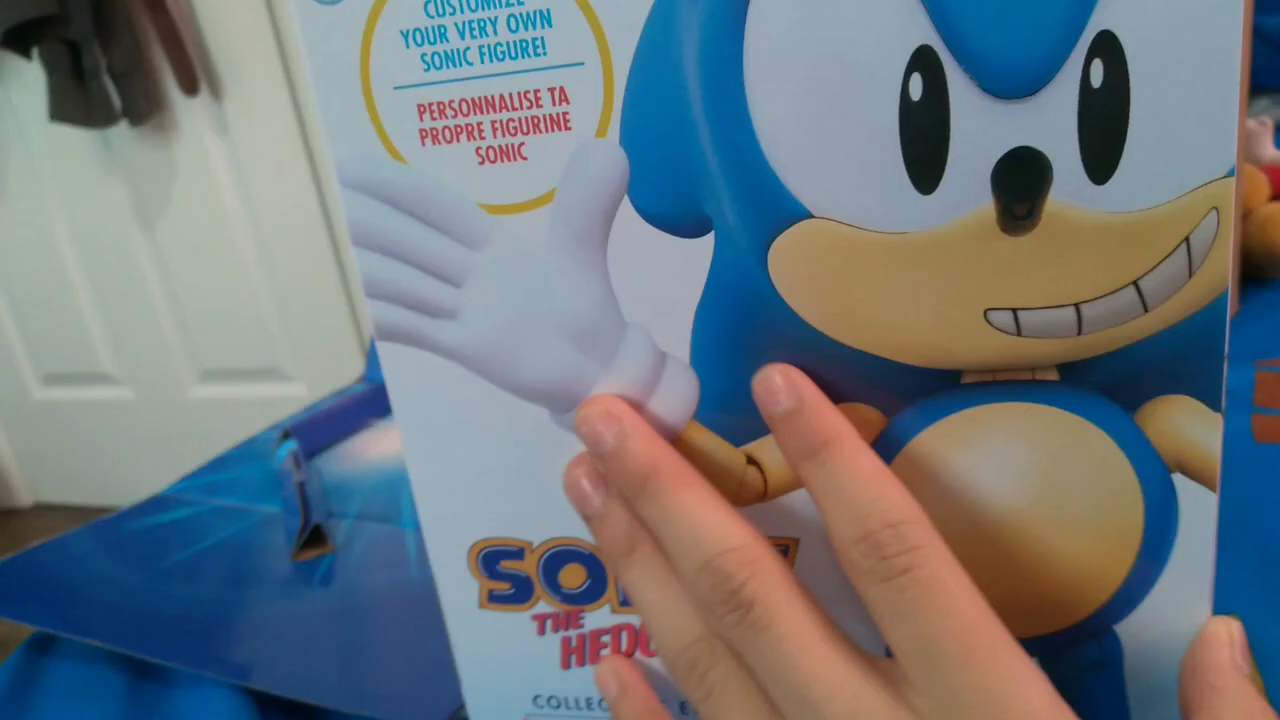 CUSTOMIZE
YOUR VERY OWN
SONIC FIGURE!
PERSONNALISE TA
PROPRE FIGURINE
SONIC
THE